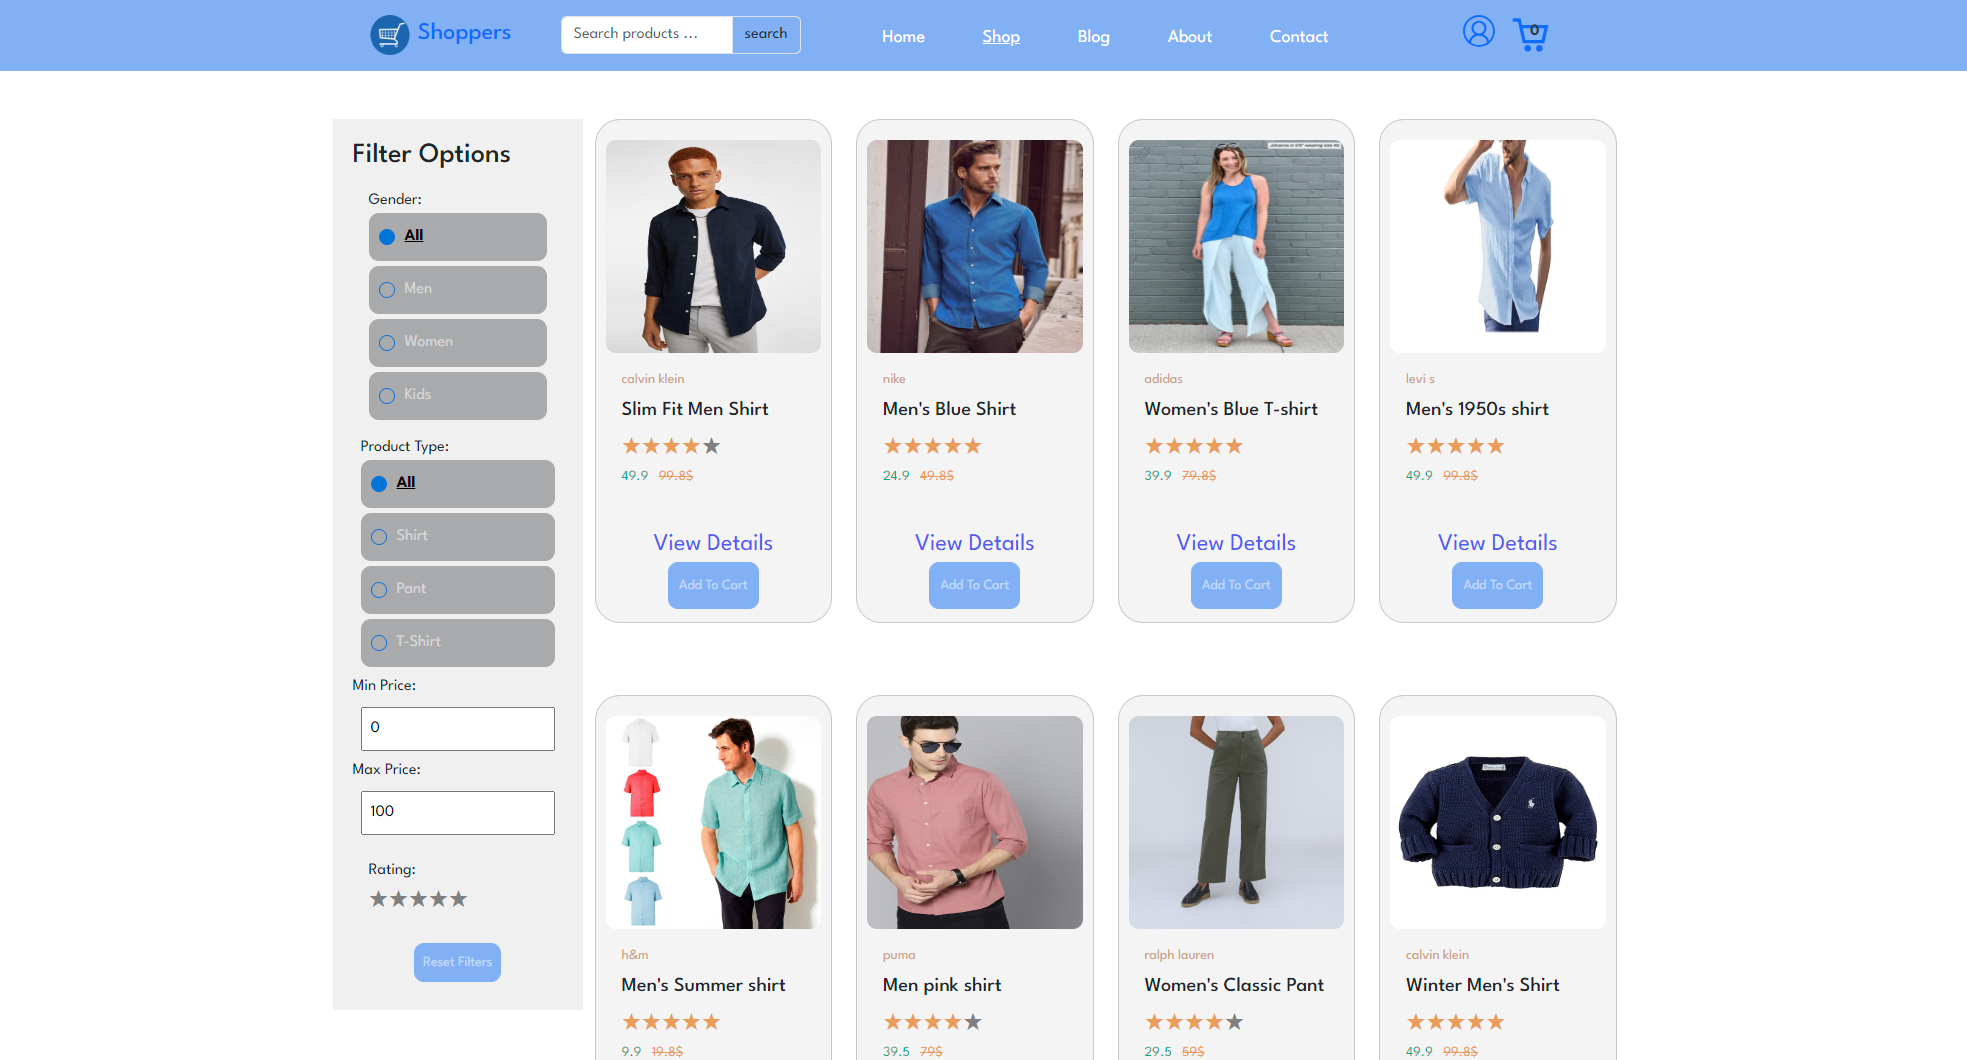 Shoppers
Search products ...
search
Home
Shop
Blog
About
Contact
0
Filter Options
Gender:
All
Men
Women
Kids
Product Type:
All
Shirt
Pant
T-Shirt
Min Price:
0
Max Price:
100
Rating:
Reset Filters
calvin klein
Slim Fit Men Shirt
49.9 99.8$
View Details
Add To Cart
nike
Men's Blue Shirt
24.9 49.8$
View Details
Add To Cart
adidas
Women's Blue T-shirt
39.9 79.8$
View Details
Add To Cart
levi s
Men's 1950s shirt
49.9 99.8$
View Details
Add To Cart
h&m
Men's Summer shirt
9.9 19.8$
puma
Men pink shirt
39.5 79$
ralph lauren
Women's Classic Pant
29.5 59$
calvin klein
Winter Men's Shirt
49.9 99.8$